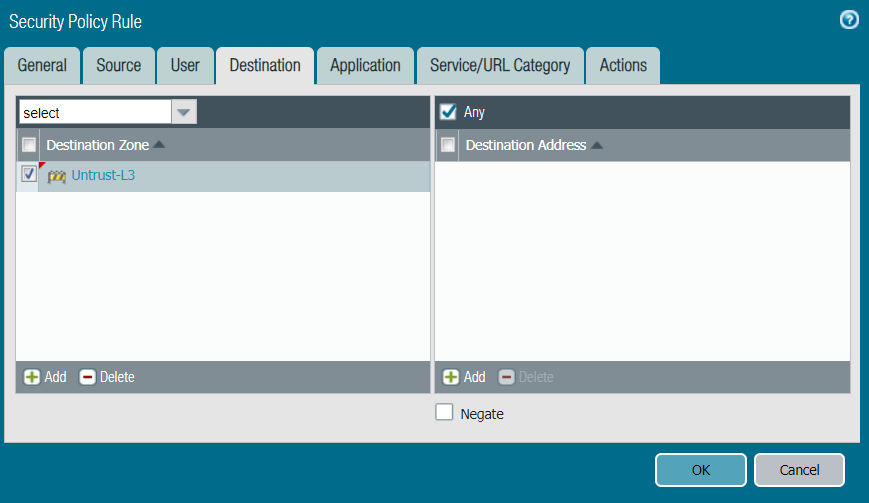 Security Policy Rule
General Source User Destination Application Service/URL Category Actions
select Any
Destination Zone Destination Address
Untrust-L3
Add Delete Add Delete
Negate
OK Cancel